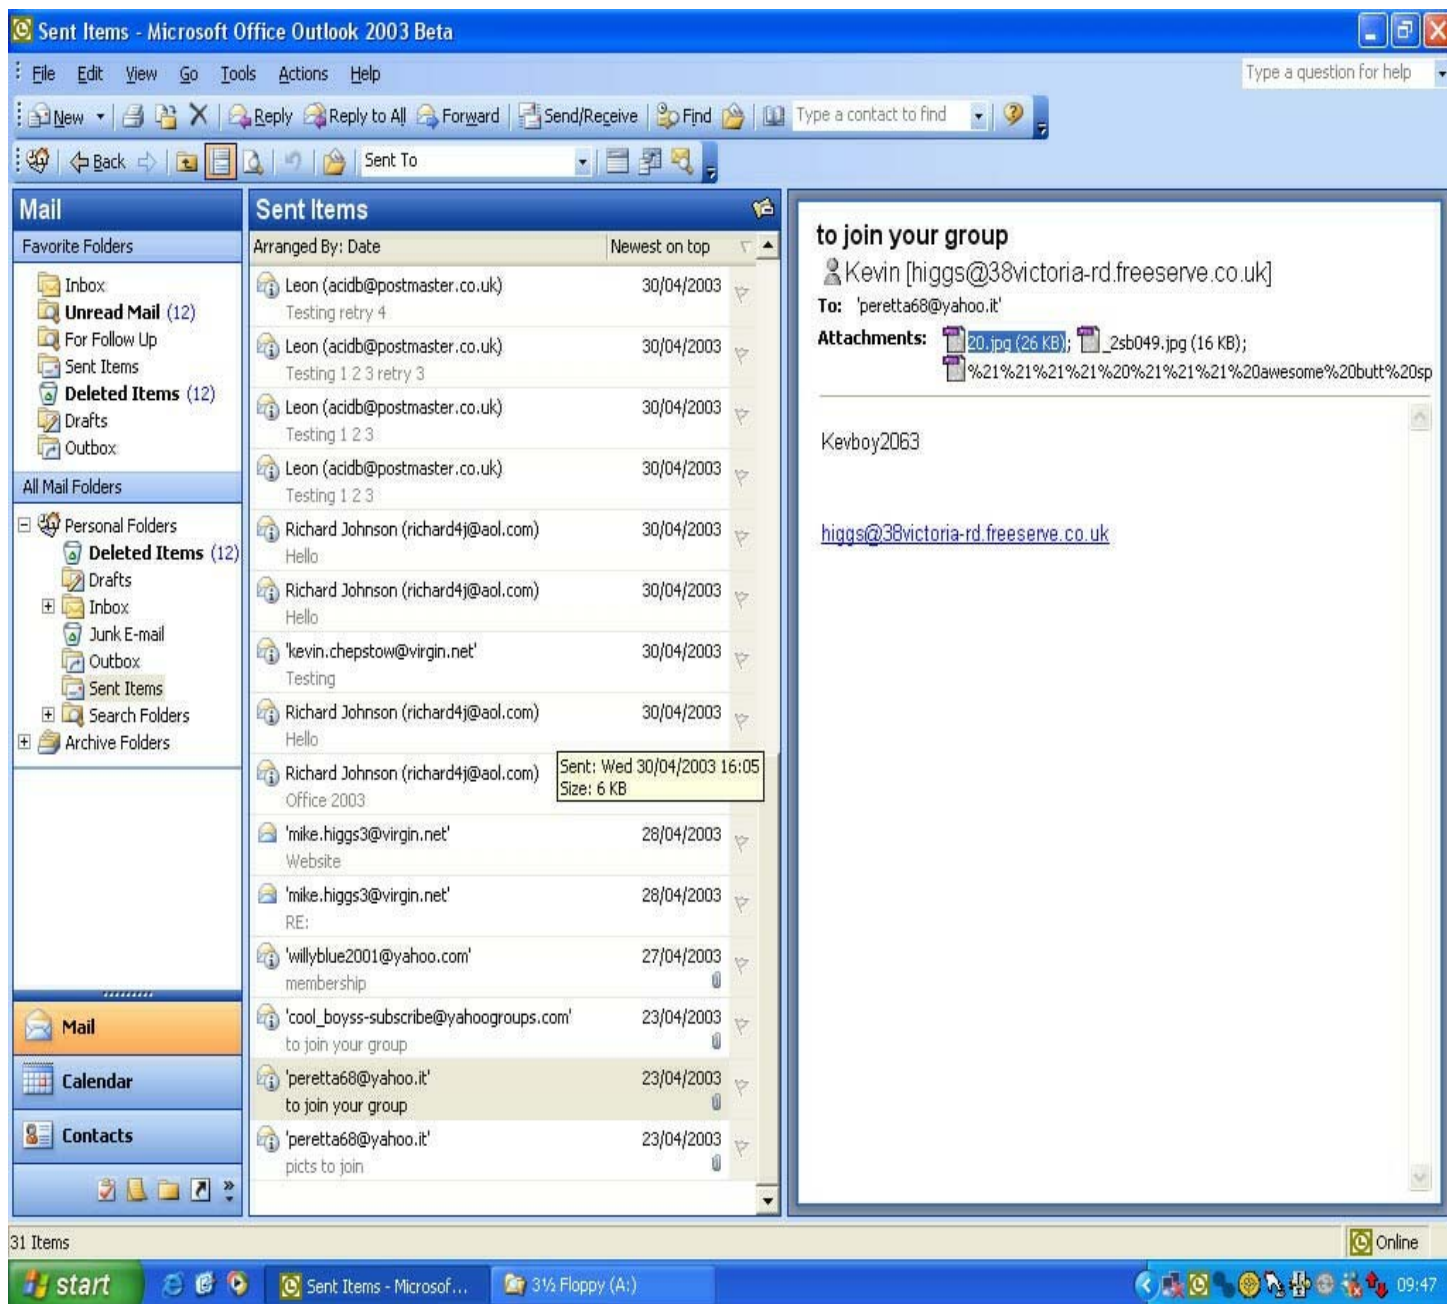 Sent Items - Microsoft Office Outlook 2003 Beta
File Edit View Go Tools Actions Help
Type a question for help
New Reply Reply to All Forward Send/Receive Find Type a contact to find
Back Sent To
Mail
Favorite Folders
Inbox
Unread Mail (12)
For Follow Up
Sent Items
Deleted Items (12)
Drafts
Outbox
All Mail Folders
Personal Folders
Deleted Items (12)
Drafts
Inbox
Junk E-mail
Outbox
Sent Items
Search Folders
Archive Folders
Mail
Calendar
Contacts
Sent Items
Arranged By: Date Newest on top
Leon (acidb@postmaster.co.uk) 30/04/2003
Testing retry 4
Leon (acidb@postmaster.co.uk) 30/04/2003
Testing 1 2 3 retry 3
Leon (acidb@postmaster.co.uk) 30/04/2003
Testing 1 2 3
Leon (acidb@postmaster.co.uk) 30/04/2003
Testing 1 2 3
Richard Johnson (richard4j@aol.com) 30/04/2003
Hello
Richard Johnson (richard4j@aol.com) 30/04/2003
Hello
'kevin.chepstow@virgin.net' 30/04/2003
Testing
Richard Johnson (richard4j@aol.com) 30/04/2003
Hello
Richard Johnson (richard4j@aol.com)
Office 2003
Sent: Wed 30/04/2003 16:05
Size: 6 KB
'mike.higgs3@virgin.net' 28/04/2003
Website
'mike.higgs3@virgin.net' 28/04/2003
RE:
'willyblue2001@yahoo.com' 27/04/2003
membership
'cool_boyss-subscribe@yahoogroups.com' 23/04/2003
to join your group
'peretta68@yahoo.it' 23/04/2003
to join your group
'peretta68@yahoo.it' 23/04/2003
picts to join
to join your group
Kevin [higgs@38victoria-rd.freeserve.co.uk]
To: 'peretta68@yahoo.it'
Attachments: 20.jpg (26 KB); _2sb049.jpg (16 KB);
%21%21%21%21%20%21%21%21%20awesome%20butt%20sp
Kevboy2063
higgs@38victoria-rd.freeserve.co.uk
31 Items
Online
start Sent Items - Microsof... 3½ Floppy (A:) 09:47